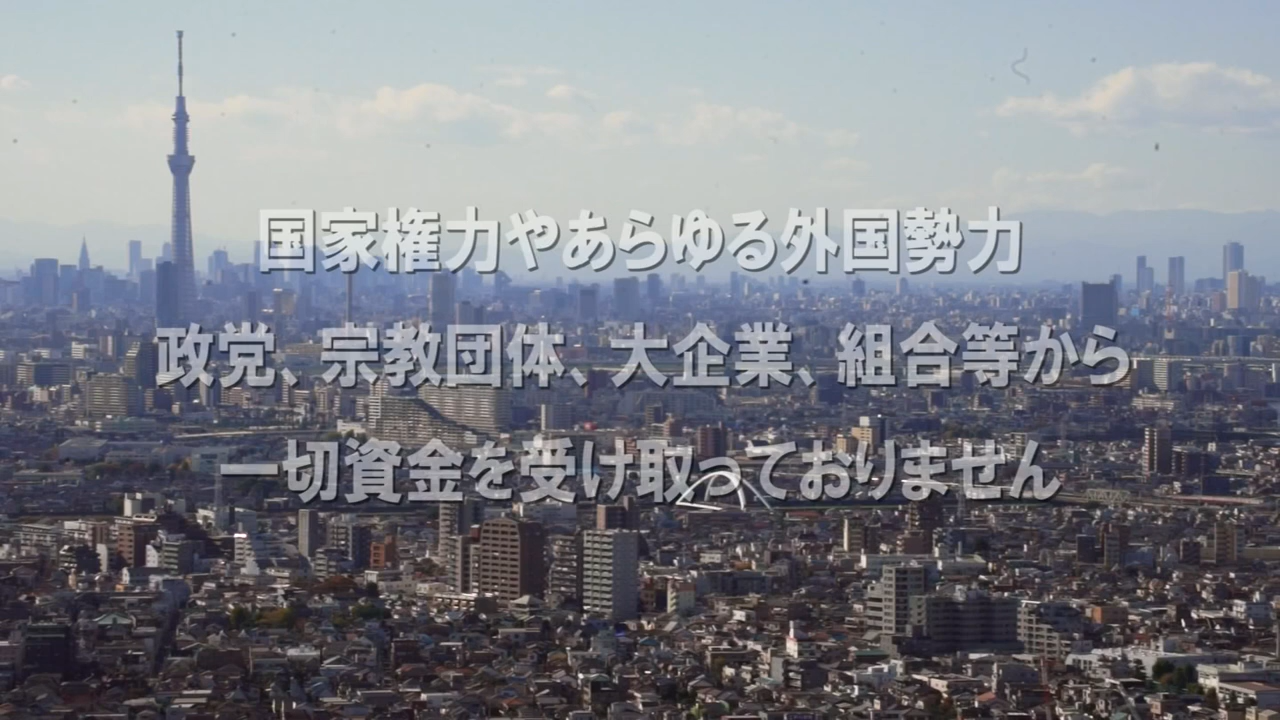 国家権力やあらゆる外国勢力
政党、宗教団体、大企業、組合等から
一切資金を受け取っておりません